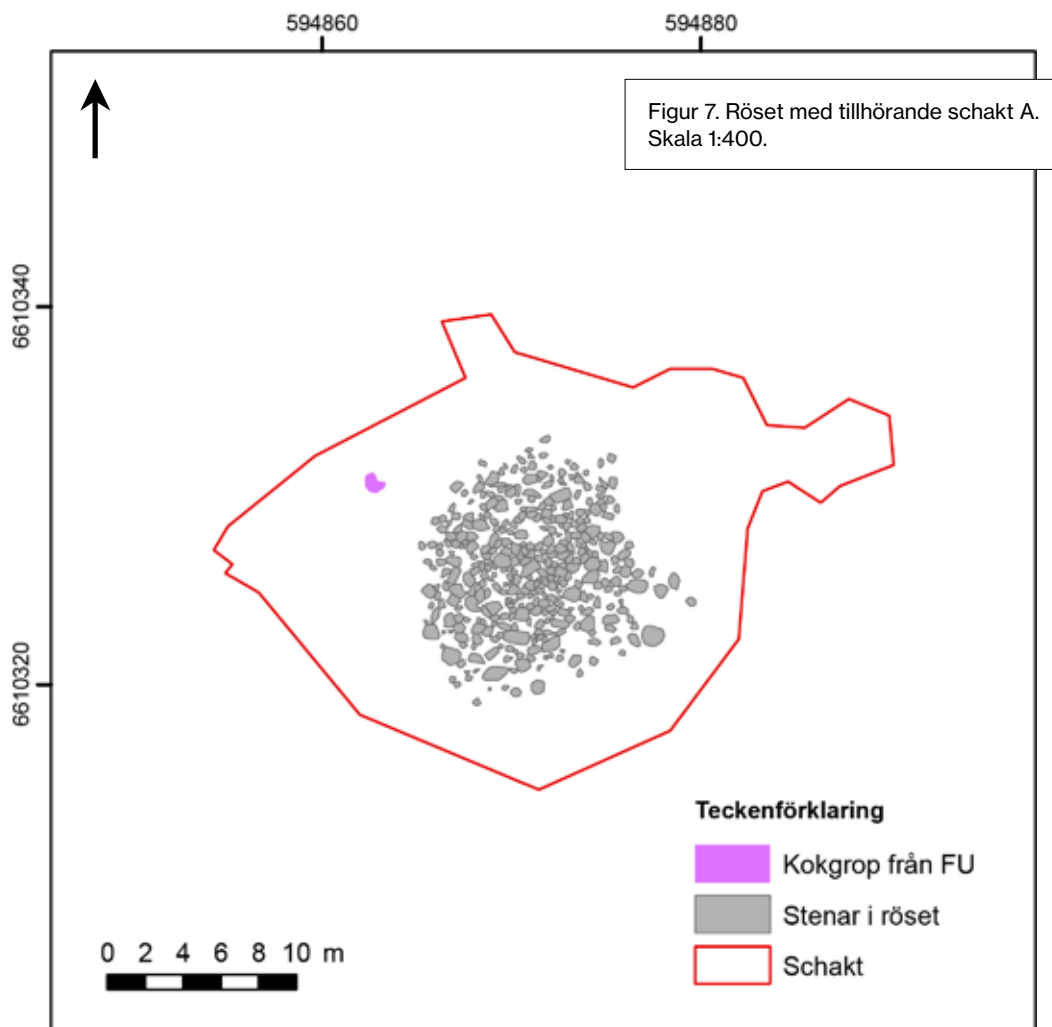 594860
594880
Figur 7. Röset med tillhörande schakt A.
Skala 1:400.
6610340
6610320
Teckenförklaring
Kokgrop från FU
Stenar i röset
Schakt
0 2 4 6 8 10 m